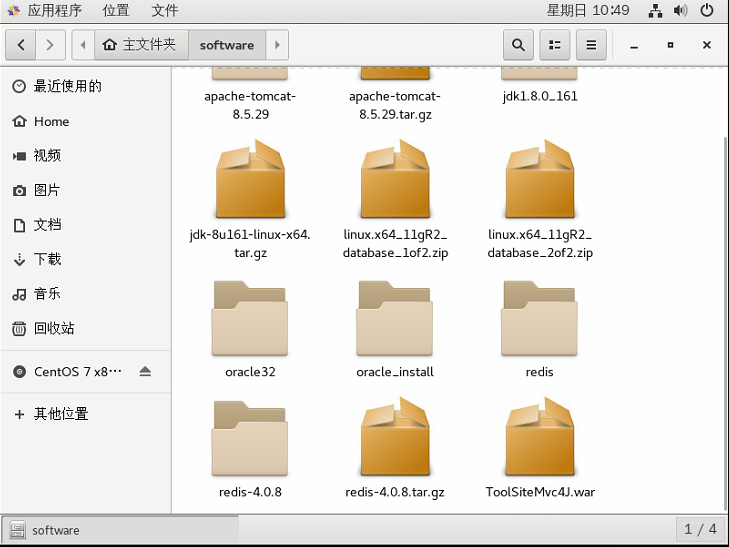 应用程序 位置 文件 星期日 10:49
主文件夹 software
最近使用的
Home
视频
图片
文档
下载
音乐
回收站
CentOS 7 x8···
其他位置
apache-tomcat-
8.5.29
apache-tomcat-
8.5.29.tar.gz
jdk1.8.0_161
jdk-8u161-linux-x64.
tar.gz
linux.x64_11gR2_
database_1of2.zip
linux.x64_11gR2_
database_2of2.zip
oracle32
oracle_install
redis
redis-4.0.8
redis-4.0.8.tar.gz
ToolSiteMvc4J.war
software 1 / 4